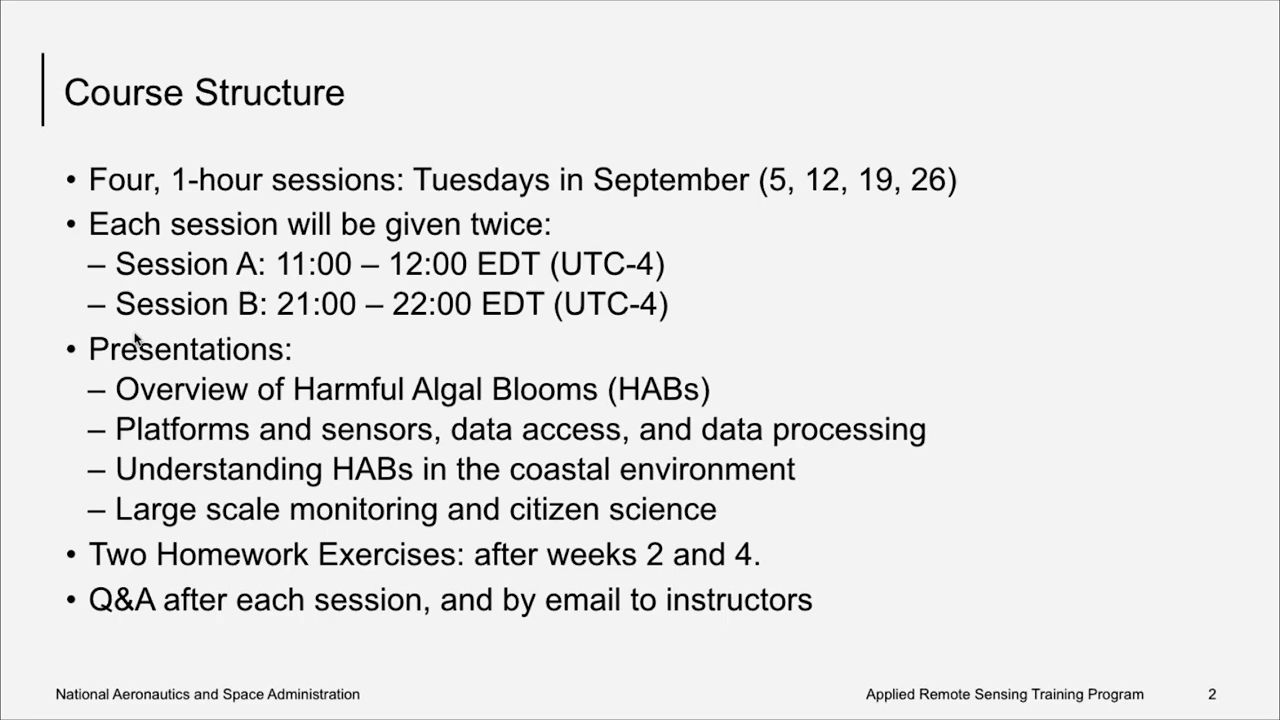 Course Structure
• Four, 1-hour sessions: Tuesdays in September (5, 12, 19, 26)
• Each session will be given twice:
– Session A: 11:00 – 12:00 EDT (UTC-4)
– Session B: 21:00 – 22:00 EDT (UTC-4)
• Presentations:
– Overview of Harmful Algal Blooms (HABs)
– Platforms and sensors, data access, and data processing
– Understanding HABs in the coastal environment
– Large scale monitoring and citizen science
• Two Homework Exercises: after weeks 2 and 4.
• Q&A after each session, and by email to instructors
National Aeronautics and Space Administration
Applied Remote Sensing Training Program
2